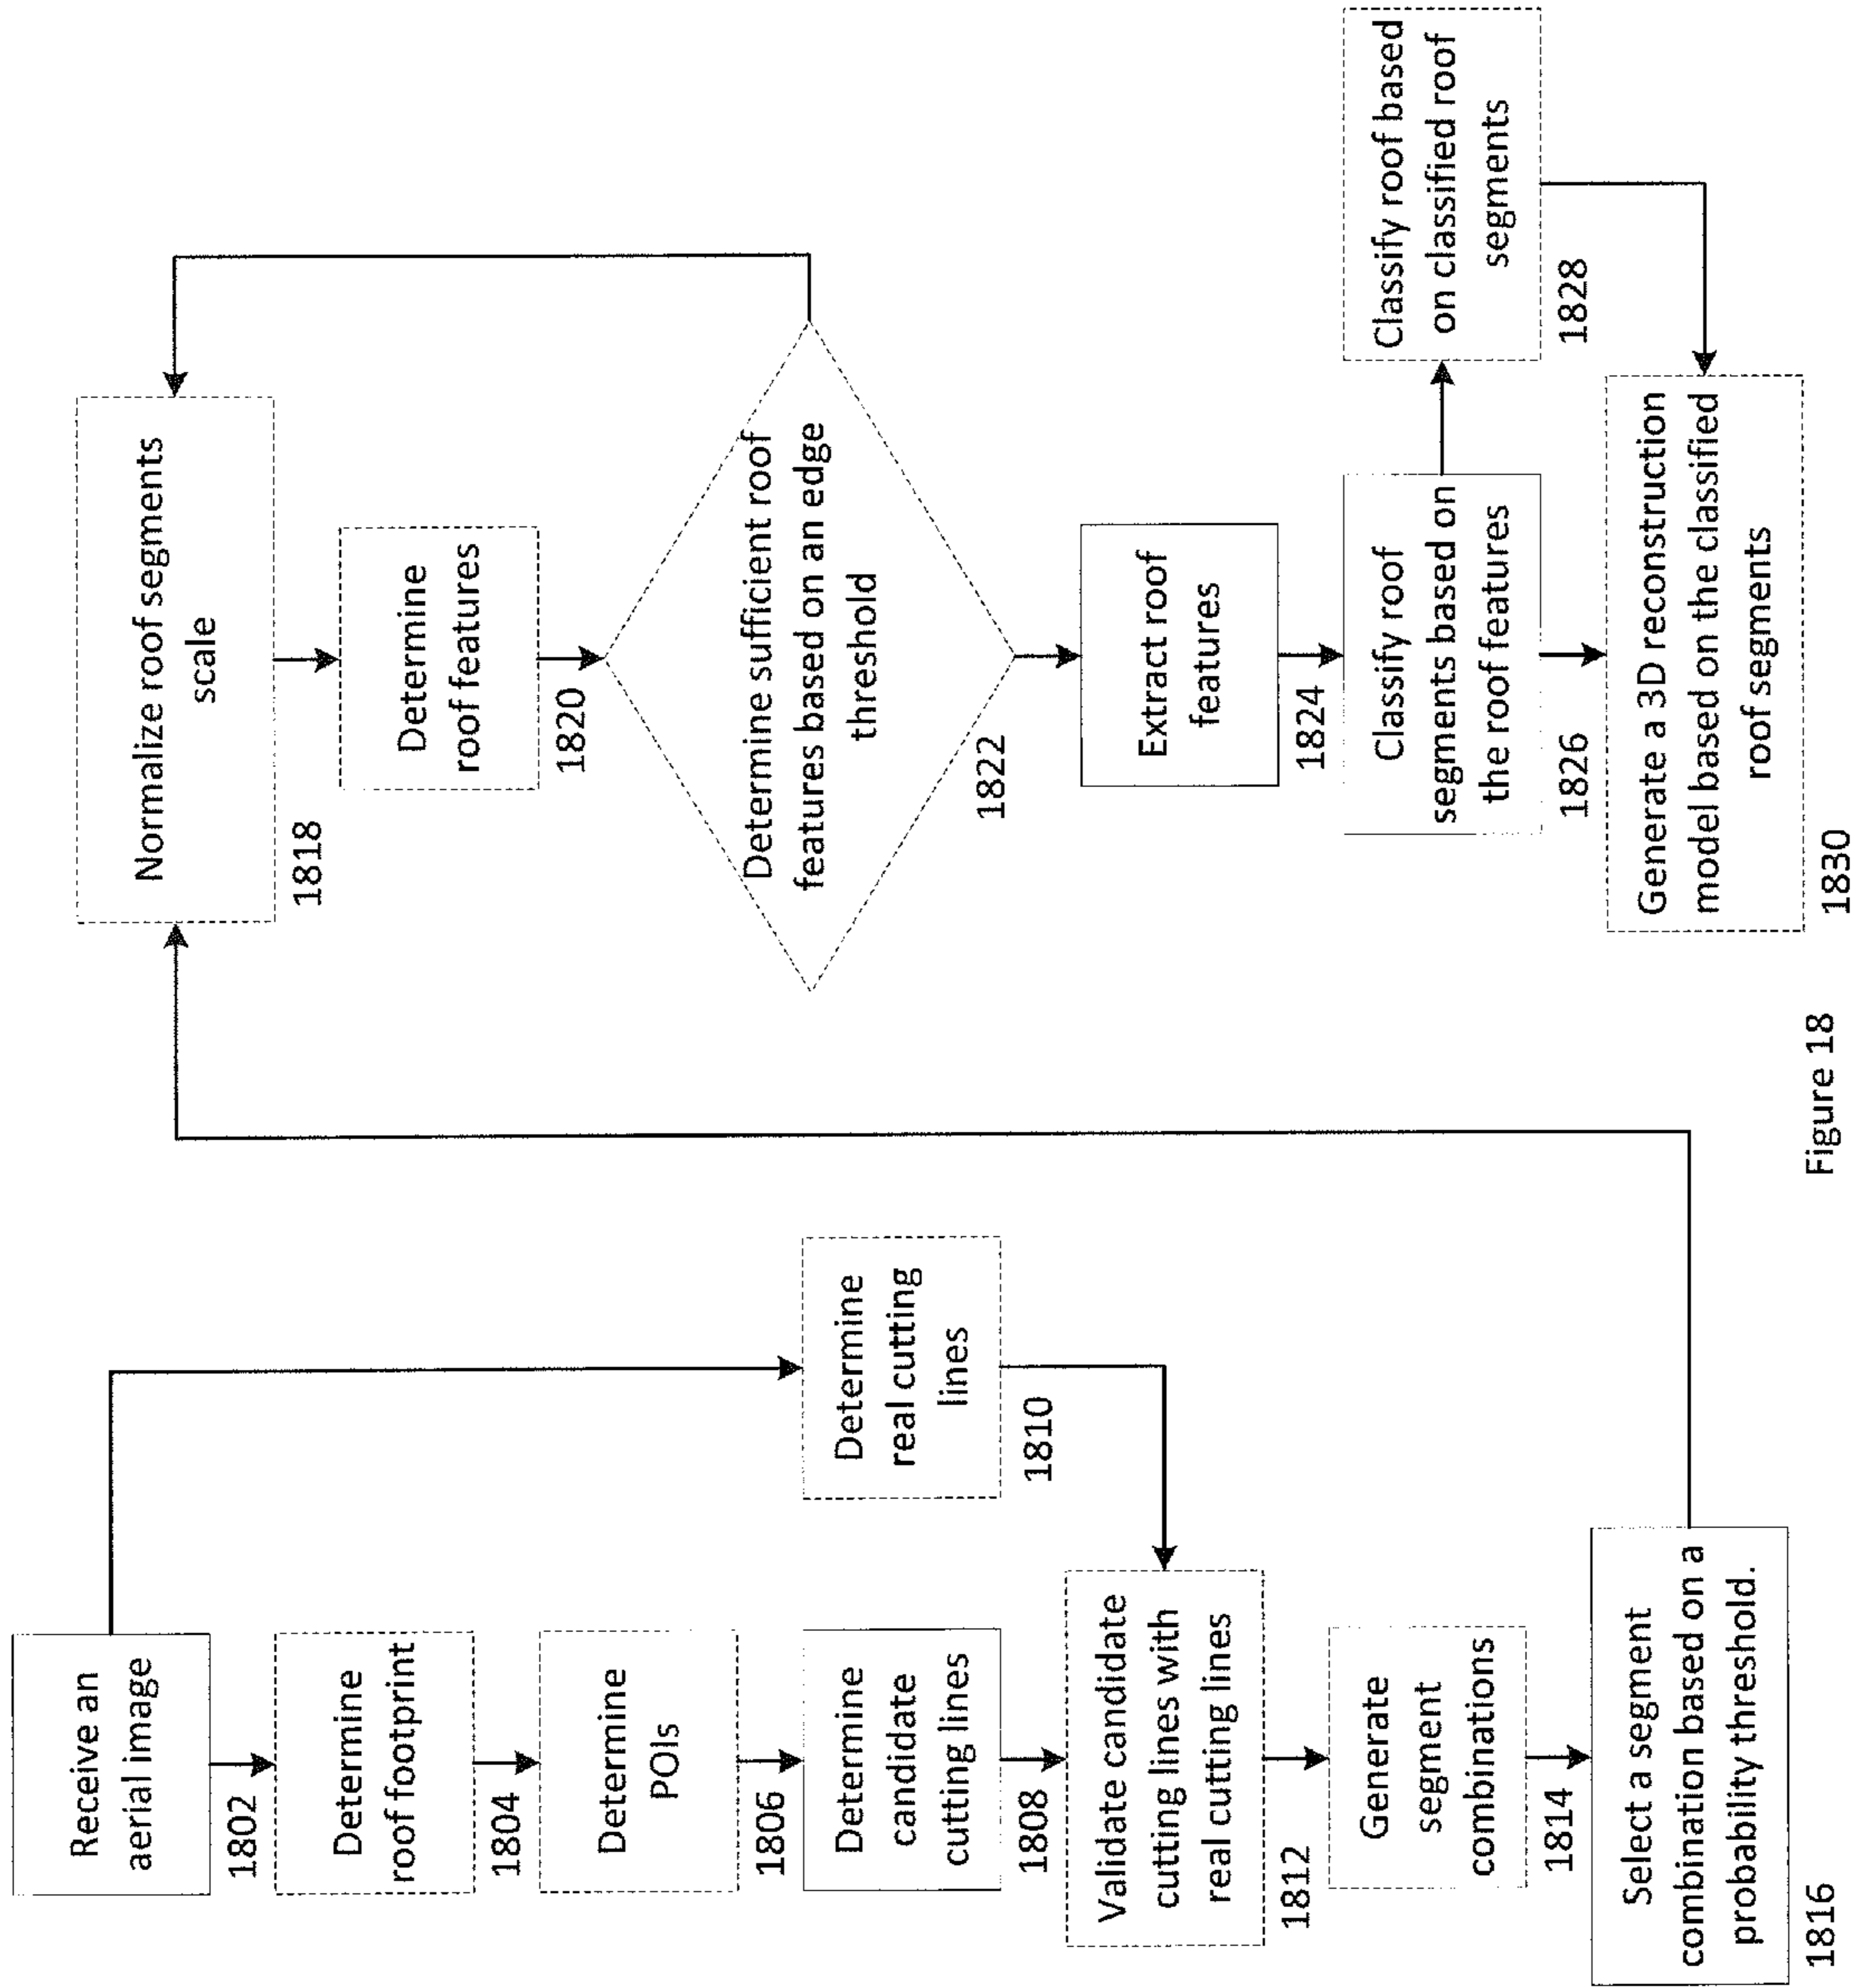 Receive an
aerial image
1802
Determine
roof footprint
1804
Determine
POIs
1806
Determine
candidate
cutting lines
1808
Determine
real cutting
lines
1810
Validate candidate
cutting lines with
real cutting lines
1812
Generate
segment
combinations
1814
Select a segment
combination based on a
probability threshold.
1816
Normalize roof segments
scale
1818
Determine
roof features
1820
Determine sufficient roof
features based on an edge
threshold
1822
Extract roof
features
1824
Classify roof
segments based on
the roof features
1826
Classify roof based
on classified roof
segments
1828
Generate a 3D reconstruction
model based on the classified
roof segments
1830
Figure 18